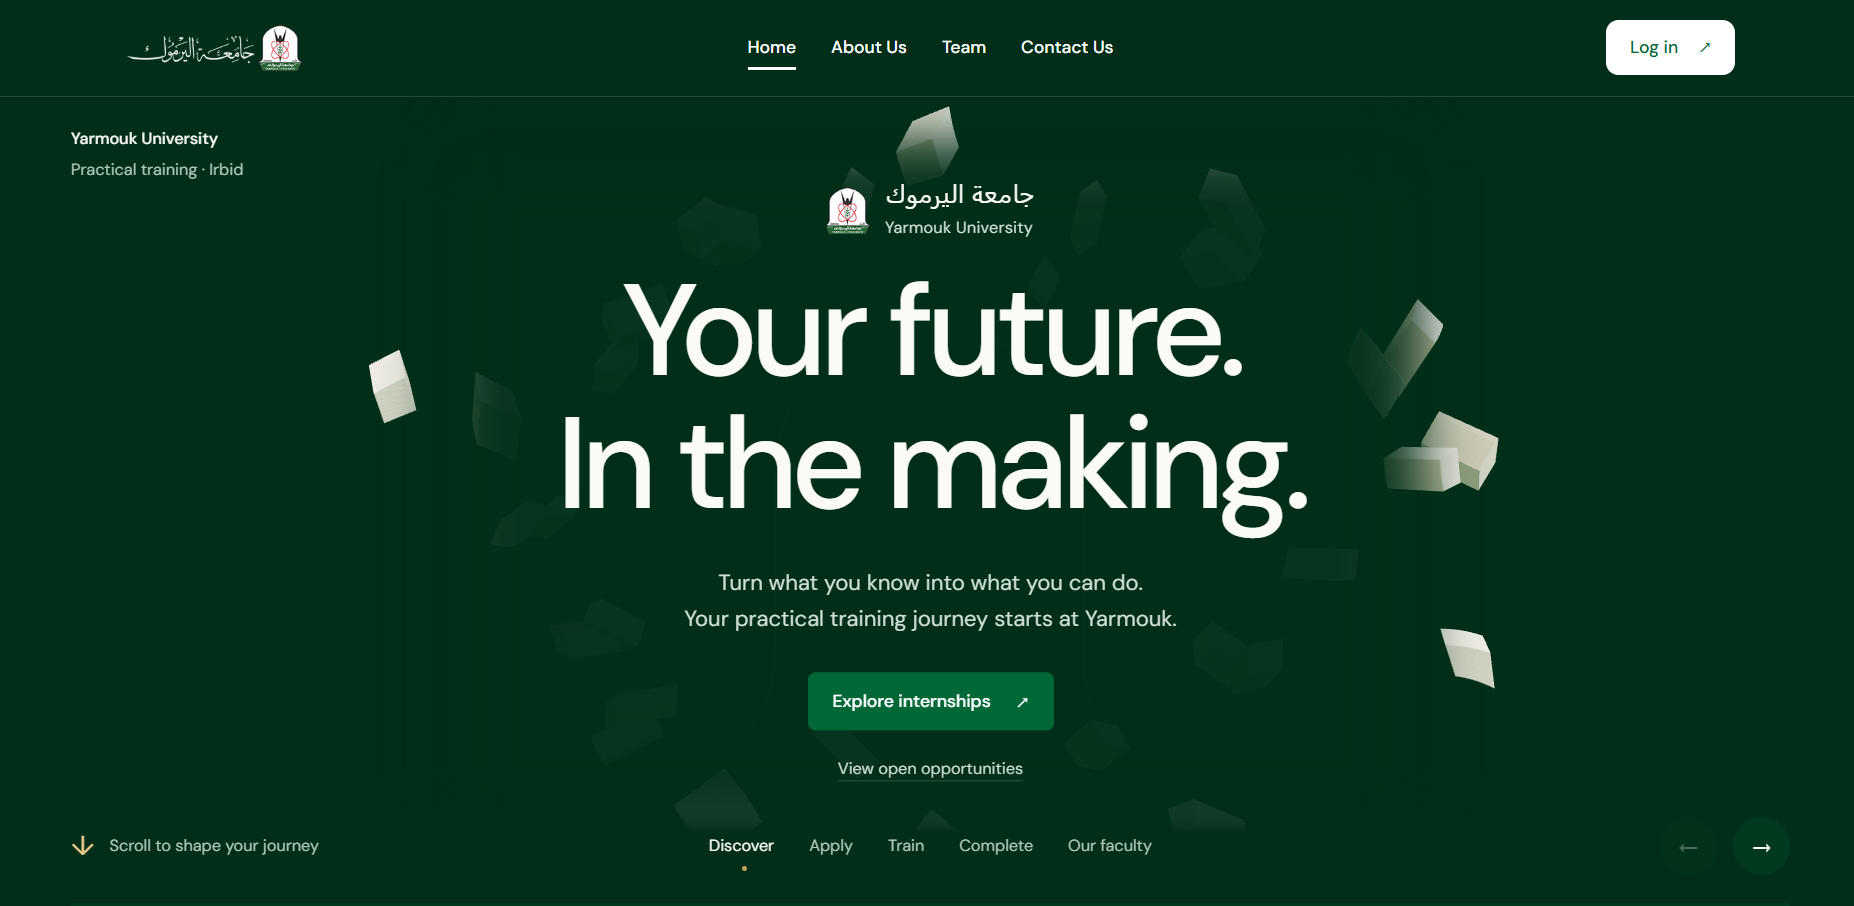 جامعة اليرموك
Home
About Us
Team
Contact Us
Log in ↗
Yarmouk University
Practical training · Irbid
جامعة اليرموك
Yarmouk University
Your future.
In the making.
Turn what you know into what you can do.
Your practical training journey starts at Yarmouk.
Explore internships ↗
View open opportunities
↓ Scroll to shape your journey
Discover
Apply
Train
Complete
Our faculty
← →